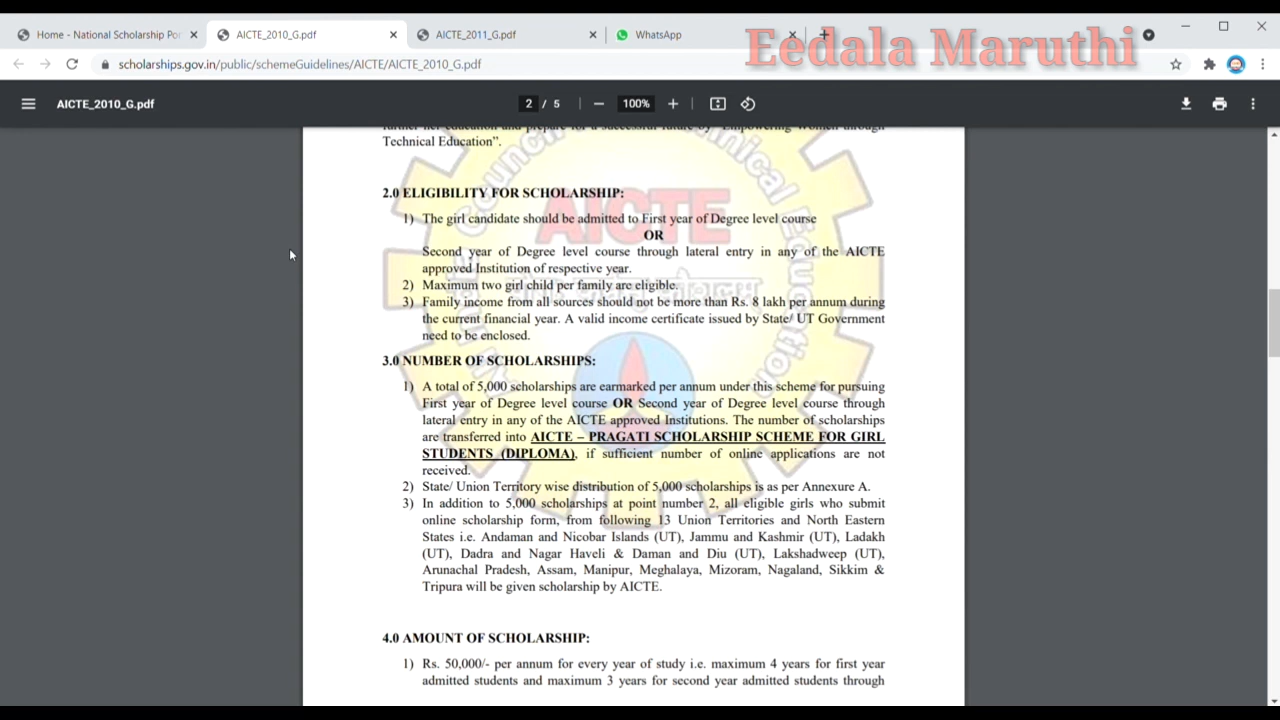 Home - National Scholarship Po
AICTE_2010_G.pdf
AICTE_2011_G.pdf
WhatsApp
Eedala Maruthi
scholarships.gov.in/public/schemeGuidelines/AICTE/AICTE_2010_G.pdf
AICTE_2010_G.pdf
2 / 5
100%
further her education and prepare for a successful future by "Empowering Women through
Technical Education".
2.0 ELIGIBILITY FOR SCHOLARSHIP:
1) The girl candidate should be admitted to First year of Degree level course
OR
Second year of Degree level course through lateral entry in any of the AICTE
approved Institution of respective year.
2) Maximum two girl child per family are eligible.
3) Family income from all sources should not be more than Rs. 8 lakh per annum during
the current financial year. A valid income certificate issued by State/ UT Government
need to be enclosed.
3.0 NUMBER OF SCHOLARSHIPS:
1) A total of 5,000 scholarships are earmarked per annum under this scheme for pursuing
First year of Degree level course OR Second year of Degree level course through
lateral entry in any of the AICTE approved Institutions. The number of scholarships
are transferred into AICTE – PRAGATI SCHOLARSHIP SCHEME FOR GIRL
STUDENTS (DIPLOMA), if sufficient number of online applications are not
received.
2) State/ Union Territory wise distribution of 5,000 scholarships is as per Annexure A.
3) In addition to 5,000 scholarships at point number 2, all eligible girls who submit
online scholarship form, from following 13 Union Territories and North Eastern
States i.e. Andaman and Nicobar Islands (UT), Jammu and Kashmir (UT), Ladakh
(UT), Dadra and Nagar Haveli & Daman and Diu (UT), Lakshadweep (UT),
Arunachal Pradesh, Assam, Manipur, Meghalaya, Mizoram, Nagaland, Sikkim &
Tripura will be given scholarship by AICTE.
4.0 AMOUNT OF SCHOLARSHIP:
1) Rs. 50,000/- per annum for every year of study i.e. maximum 4 years for first year
admitted students and maximum 3 years for second year admitted students through
AICTE